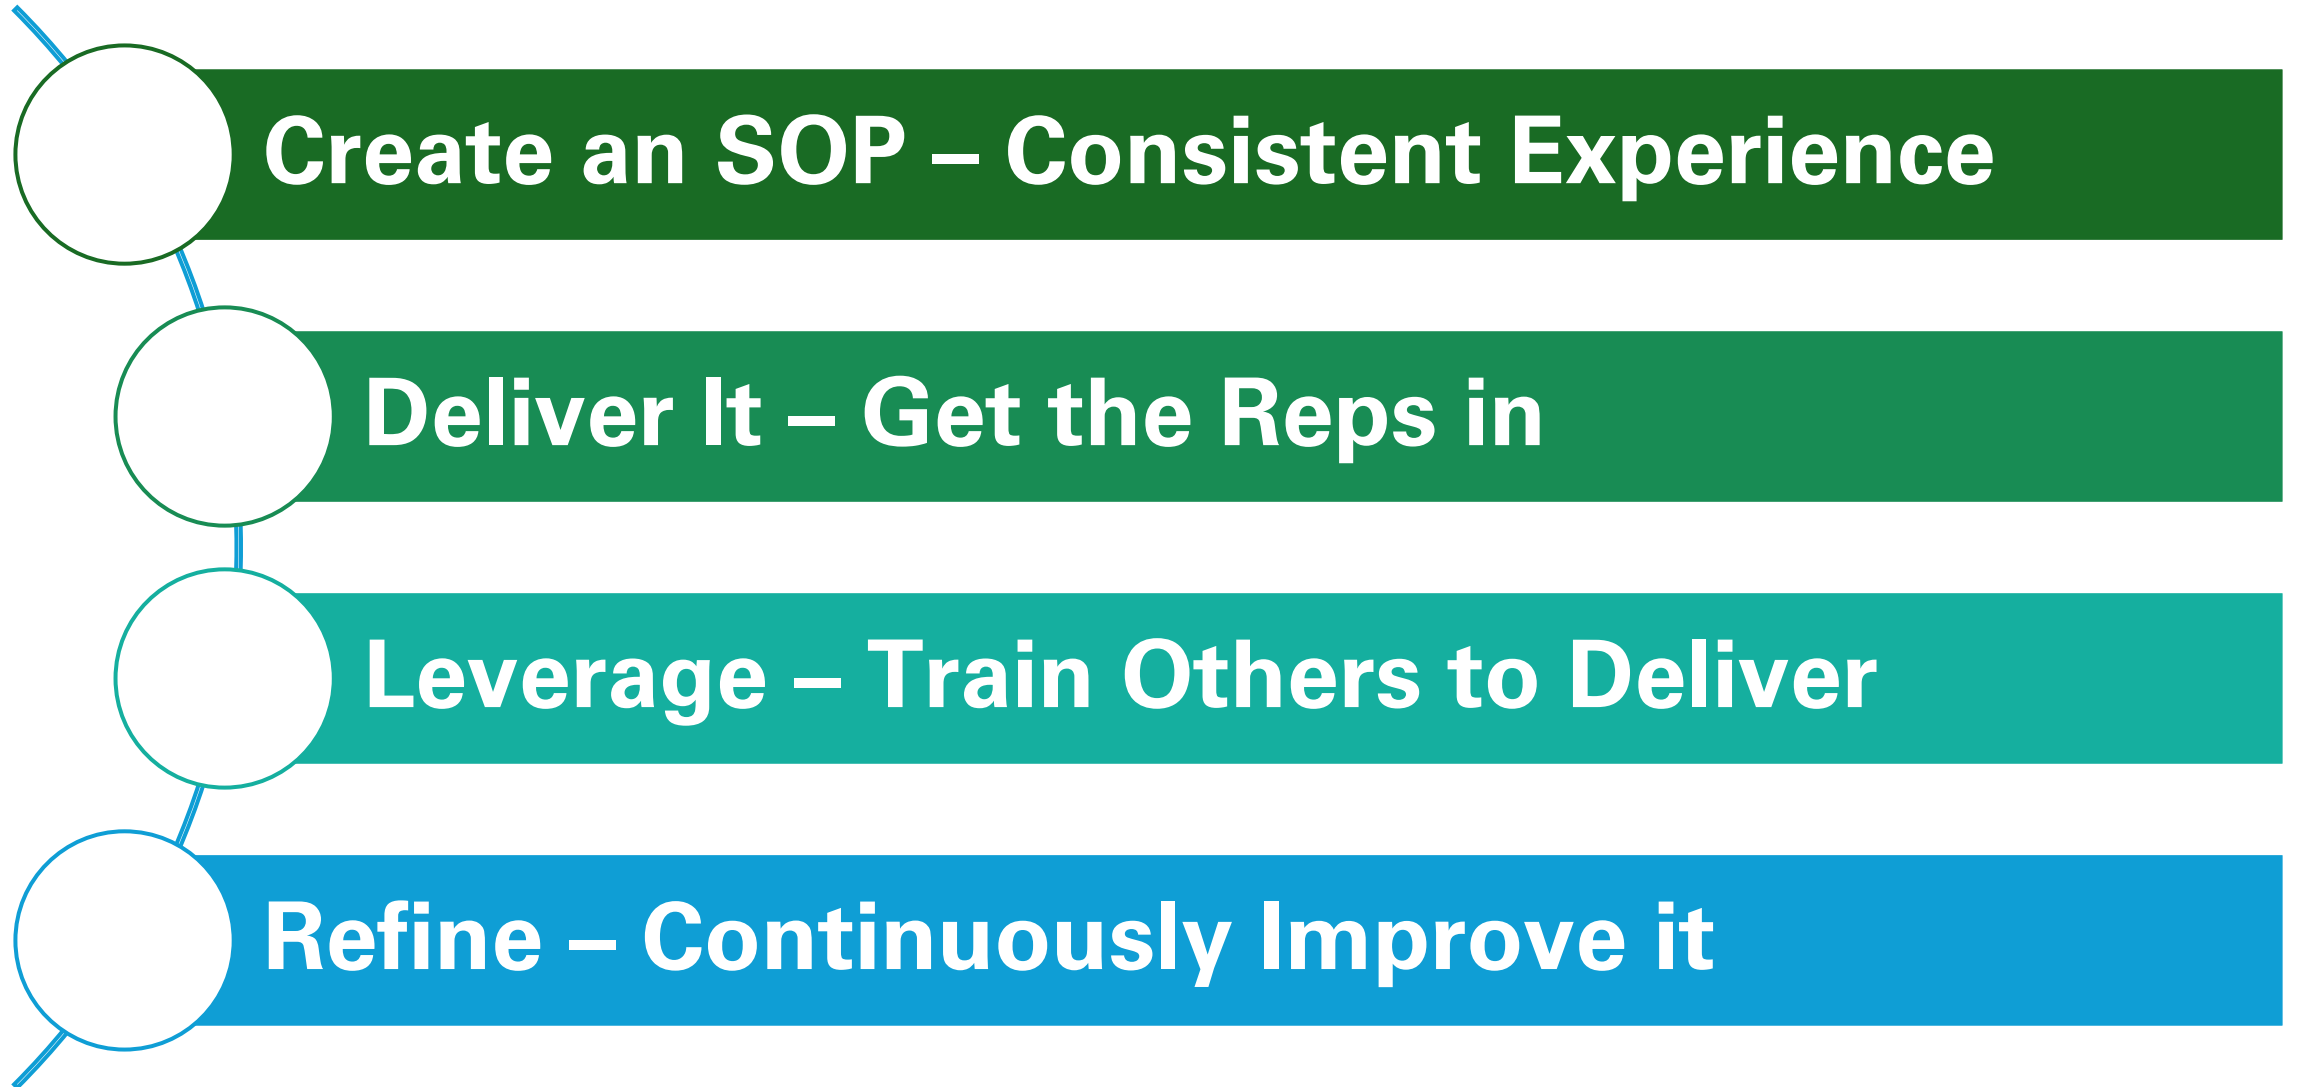 Create an SOP – Consistent Experience
Deliver It – Get the Reps in
Leverage – Train Others to Deliver
Refine – Continuously Improve it